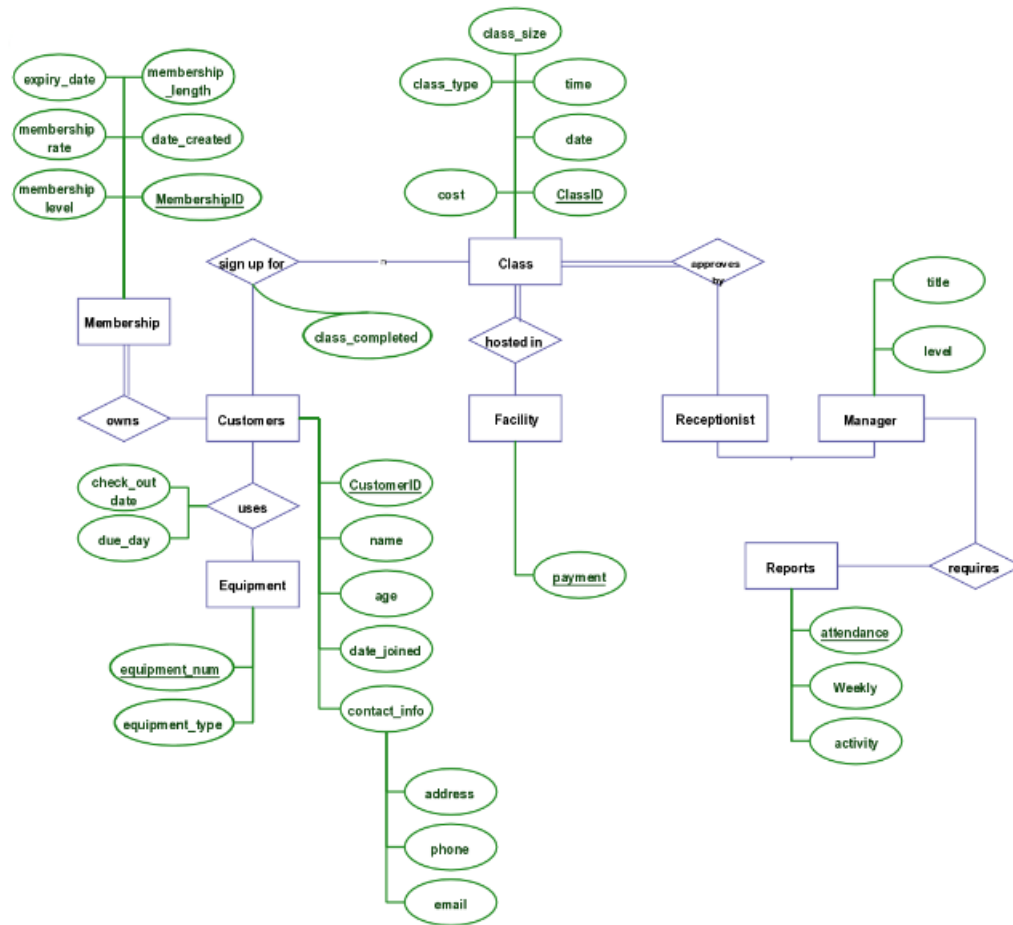 class_size
expiry_date
membership
_length
class_type
time
membership
rate
date_created
date
membership
level
MembershipID
cost
ClassID
sign up for
n
Class
approves
by
title
Membership
class_completed
hosted in
level
owns
Customers
Facility
Receptionist
Manager
check_out
date
CustomerID
uses
due_day
name
Equipment
age
payment
Reports
requires
date_joined
attendance
equipment_num
contact_info
Weekly
equipment_type
activity
address
phone
email